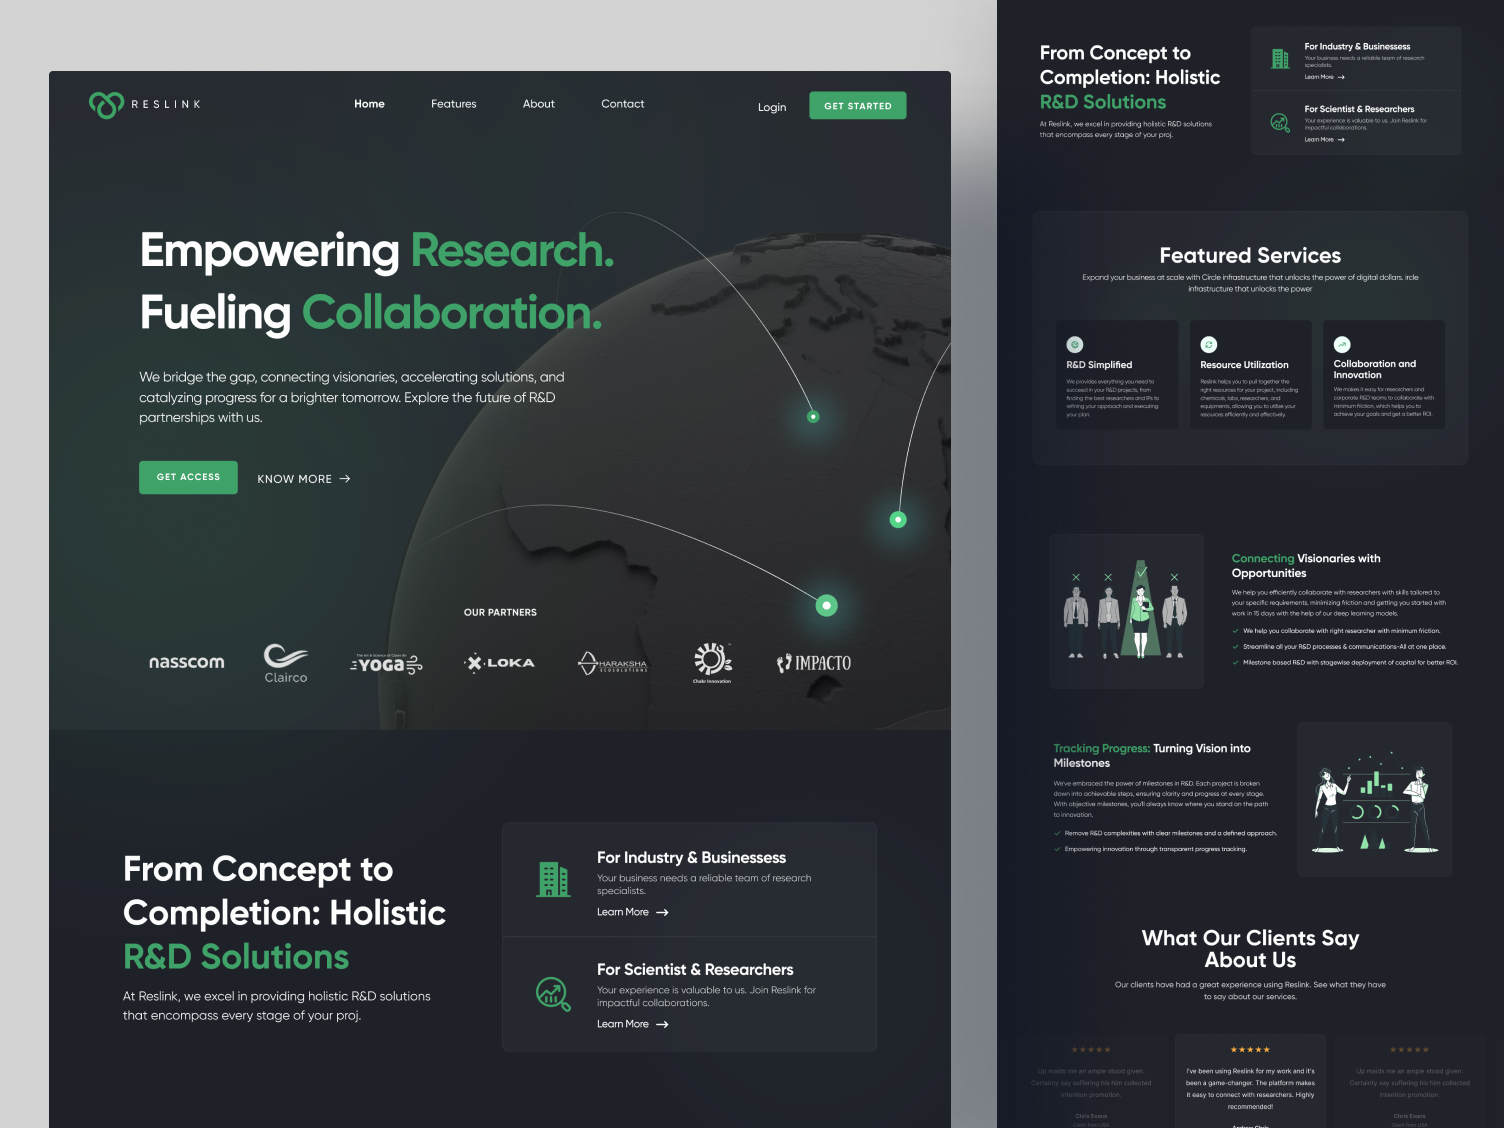 RESLINK
Home
Features
About
Contact
Login
GET STARTED
Empowering Research.
Fueling Collaboration.
We bridge the gap, connecting visionaries, accelerating solutions, and
catalyzing progress for a brighter tomorrow. Explore the future of R&D
partnerships with us.
GET ACCESS
KNOW MORE
OUR PARTNERS
nasscom
Clairco
The Art & Science of Clean Air
YOGA
LOKA
HARAKSHA
ECOSOLUTIONS
Chakr Innovation
IMPACTO
From Concept to
Completion: Holistic
R&D Solutions
At Reslink, we excel in providing holistic R&D solutions
that encompass every stage of your proj.
For Industry & Businessess
Your business needs a reliable team of research
specialists.
Learn More
For Scientist & Researchers
Your experience is valuable to us. Join Reslink for
impactful collaborations.
Learn More
From Concept to
Completion: Holistic
R&D Solutions
At Reslink, we excel in providing holistic R&D solutions
that encompass every stage of your proj.
For Industry & Businessess
Your business needs a reliable team of research
specialists.
Learn More
For Scientist & Researchers
Your experience is valuable to us. Join Reslink for
impactful collaborations.
Learn More
Featured Services
Expand your business at scale with Circle infrastructure that unlocks the power of digital dollars. ircle
infrastructure that unlocks the power
R&D Simplified
We provides everything you need to
succeed in your R&D projects, from
finding the best researchers and IPs to
refining your approach and executing
your plan.
Resource Utilization
Reslink helps you to pull together the
right resources for your project, including
chemicals, labs, researchers, and
equipments, allowing you to utilize your
resources efficiently and effectively.
Collaboration and
Innovation
We makes it easy for researchers and
corporate R&D teams to collaborate with
minimum friction, which helps you to
achieve your goals and get a better ROI.
Connecting Visionaries with
Opportunities
We help you efficiently collaborate with researchers with skills tailored to
your specific requirements, minimizing friction and getting you started with
work in 15 days with the help of our deep learning models.
We help you collaborate with right researcher with minimum friction.
Streamline all your R&D processes & communications-All at one place.
Milestone based R&D with stagewise deployment of capital for better ROI.
Tracking Progress: Turning Vision into
Milestones
We've embraced the power of milestones in R&D. Each project is broken
down into achievable steps, ensuring clarity and progress at every stage.
With objective milestones, you'll always know where you stand on the path
to innovation.
Remove R&D complexities with clear milestones and a defined approach.
Empowering innovation through transparent progress tracking.
What Our Clients Say
About Us
Our clients have had a great experience using Reslink. See what they have
to say about our services.
Up maids me an ample stood given.
Certainty say suffering his him collected
intention promotion.
Chris Evans
Client from USA
I've been using Reslink for my work and it's
been a game-changer. The platform makes
it easy to connect with researchers. Highly
recommended!
Up maids me an ample stood given.
Certainty say suffering his him collected
intention promotion.
Chris Evans
Client from USA